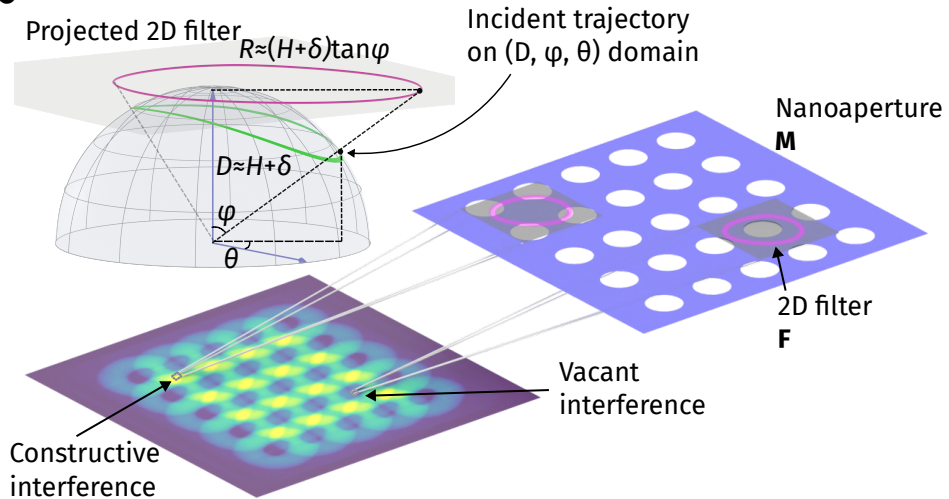 Projected 2D filter
R≈(H+δ)tanφ
Incident trajectory
on (D, φ, θ) domain
D≈H+δ
φ
θ
Nanoaperture
M
2D filter
F
Vacant
interference
Constructive
interference